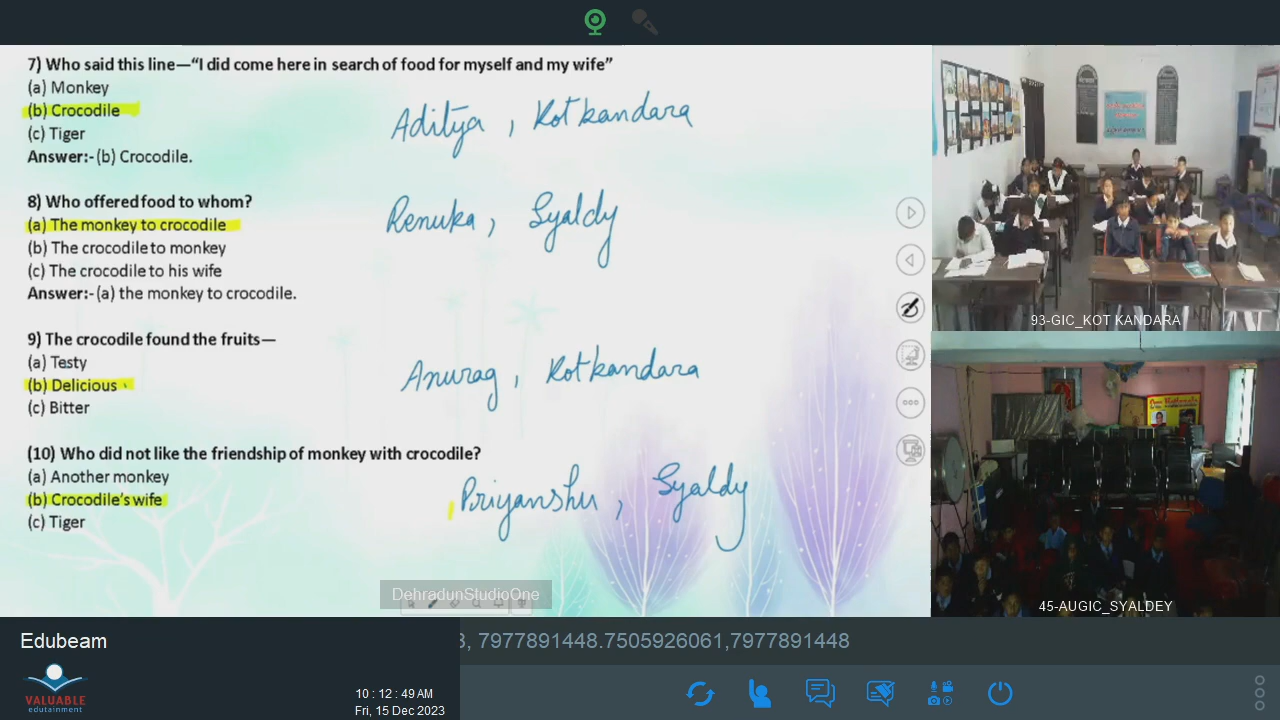 7) Who said this line—“I did come here in search of food for myself and my wife”
(a) Monkey
(b) Crocodile
(c) Tiger
Answer:- (b) Crocodile.
Aditya , Kotkandara
8) Who offered food to whom?
(a) The monkey to crocodile
(b) The crocodile to monkey
(c) The crocodile to his wife
Answer:- (a) the monkey to crocodile.
Renuka, Syaldy
9) The crocodile found the fruits—
(a) Testy
(b) Delicious
(c) Bitter
Anurag , Kotkandara
(10) Who did not like the friendship of monkey with crocodile?
(a) Another monkey
(b) Crocodile’s wife
(c) Tiger
Priyanshu , Syaldy
DehradunStudioOne
93-GIC_KOT KANDARA
45-AUGIC_SYALDEY
Edubeam
, 7977891448.7505926061,7977891448
VALUABLE
edutainment
10 : 12 : 49 AM
Fri, 15 Dec 2023